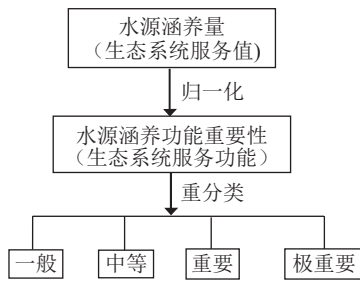 水源涵养量
（生态系统服务值)
归一化
水源涵养功能重要性
（生态系统服务功能）
重分类
一般
中等
重要
极重要